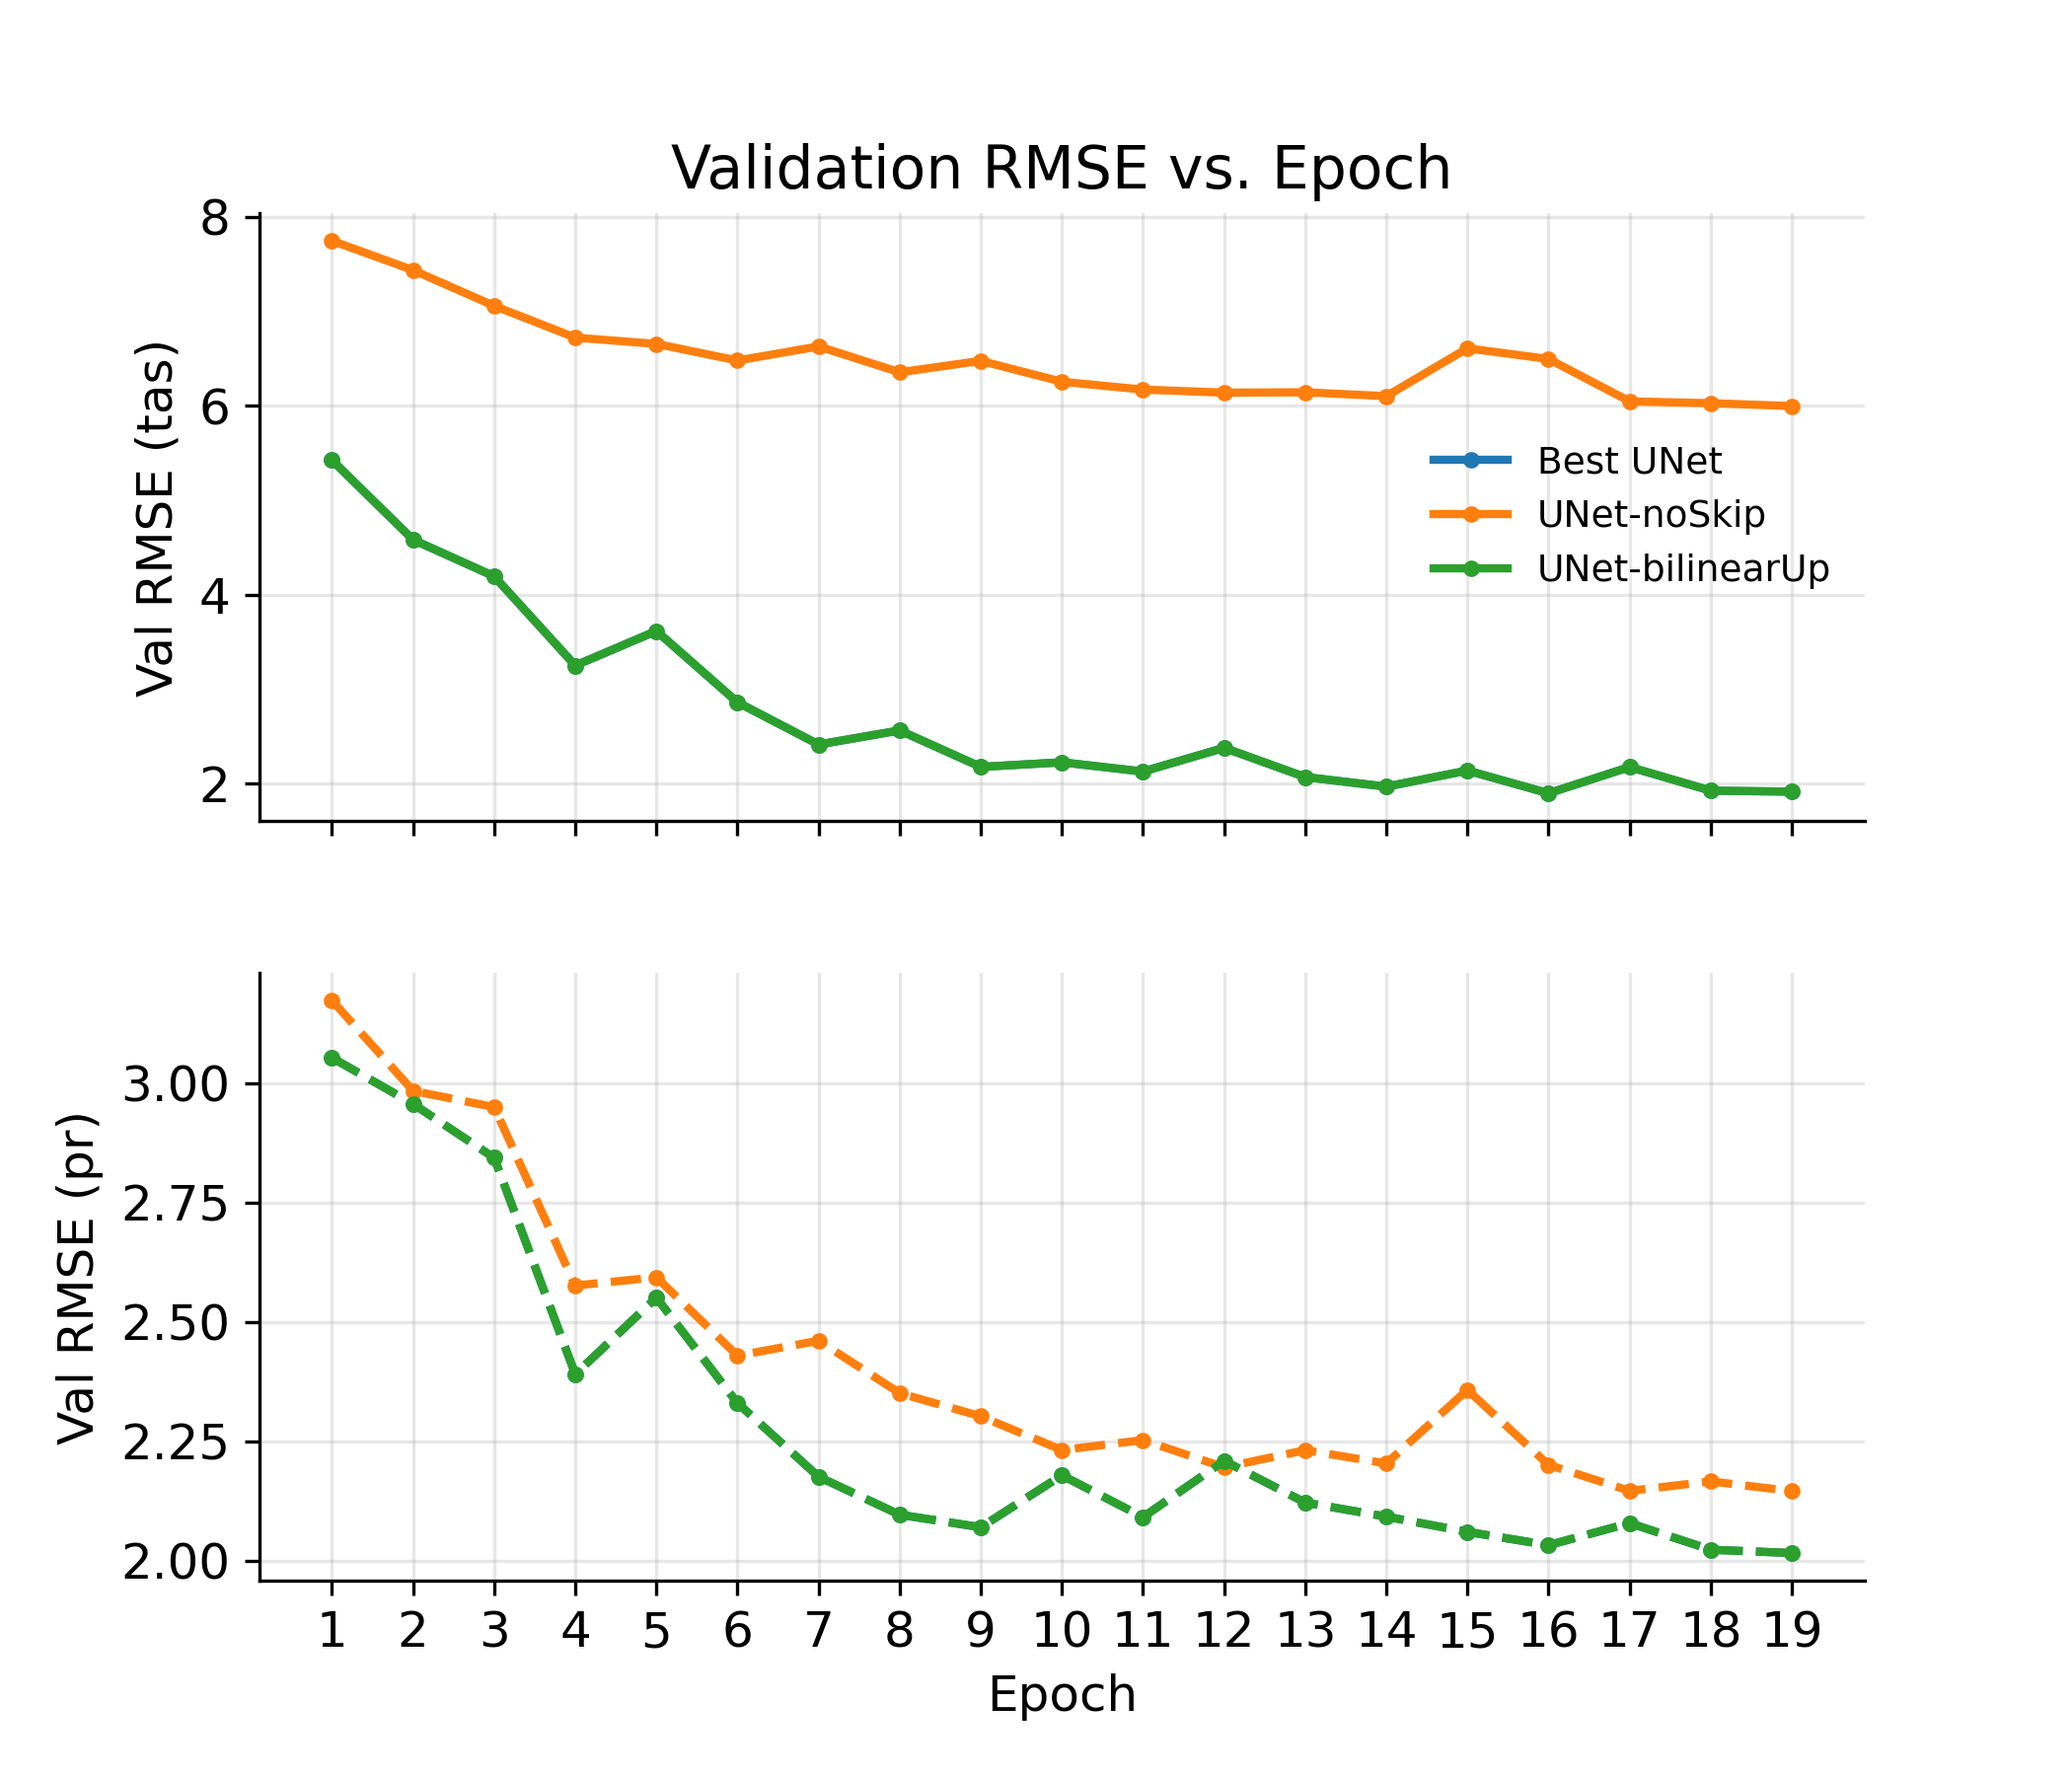 Validation RMSE vs. Epoch
Val RMSE (tas)
8
6
4
2
Best UNet
UNet-noSkip
UNet-bilinearUp
Val RMSE (pr)
3.00
2.75
2.50
2.25
2.00
1 2 3 4 5 6 7 8 9 10 11 12 13 14 15 16 17 18 19
Epoch